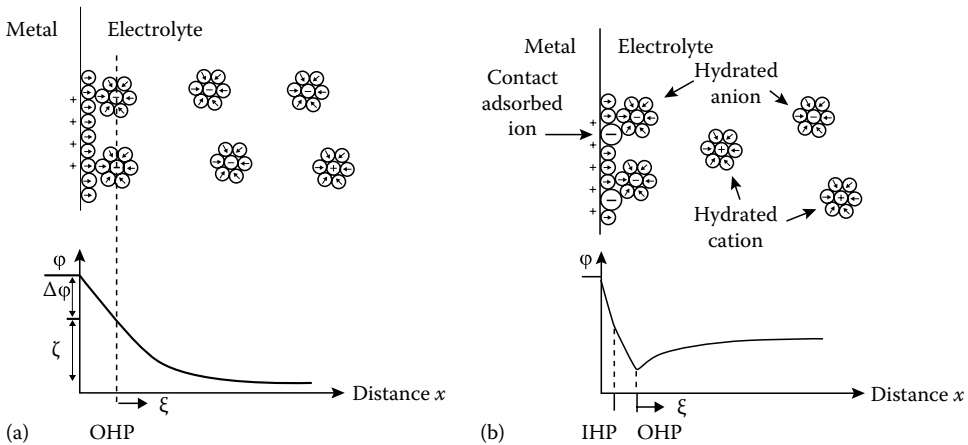 Metal
Electrolyte
+
+
+
+
−
−
−
−
−
+
φ
Δφ
ζ
Distance x
ξ
(a)
OHP
Metal
Electrolyte
Contact
adsorbed
ion
Hydrated
anion
+
+
+
+
+
−
−
−
−
−
+
+
Hydrated
cation
φ
Distance x
ξ
(b)
IHP
OHP